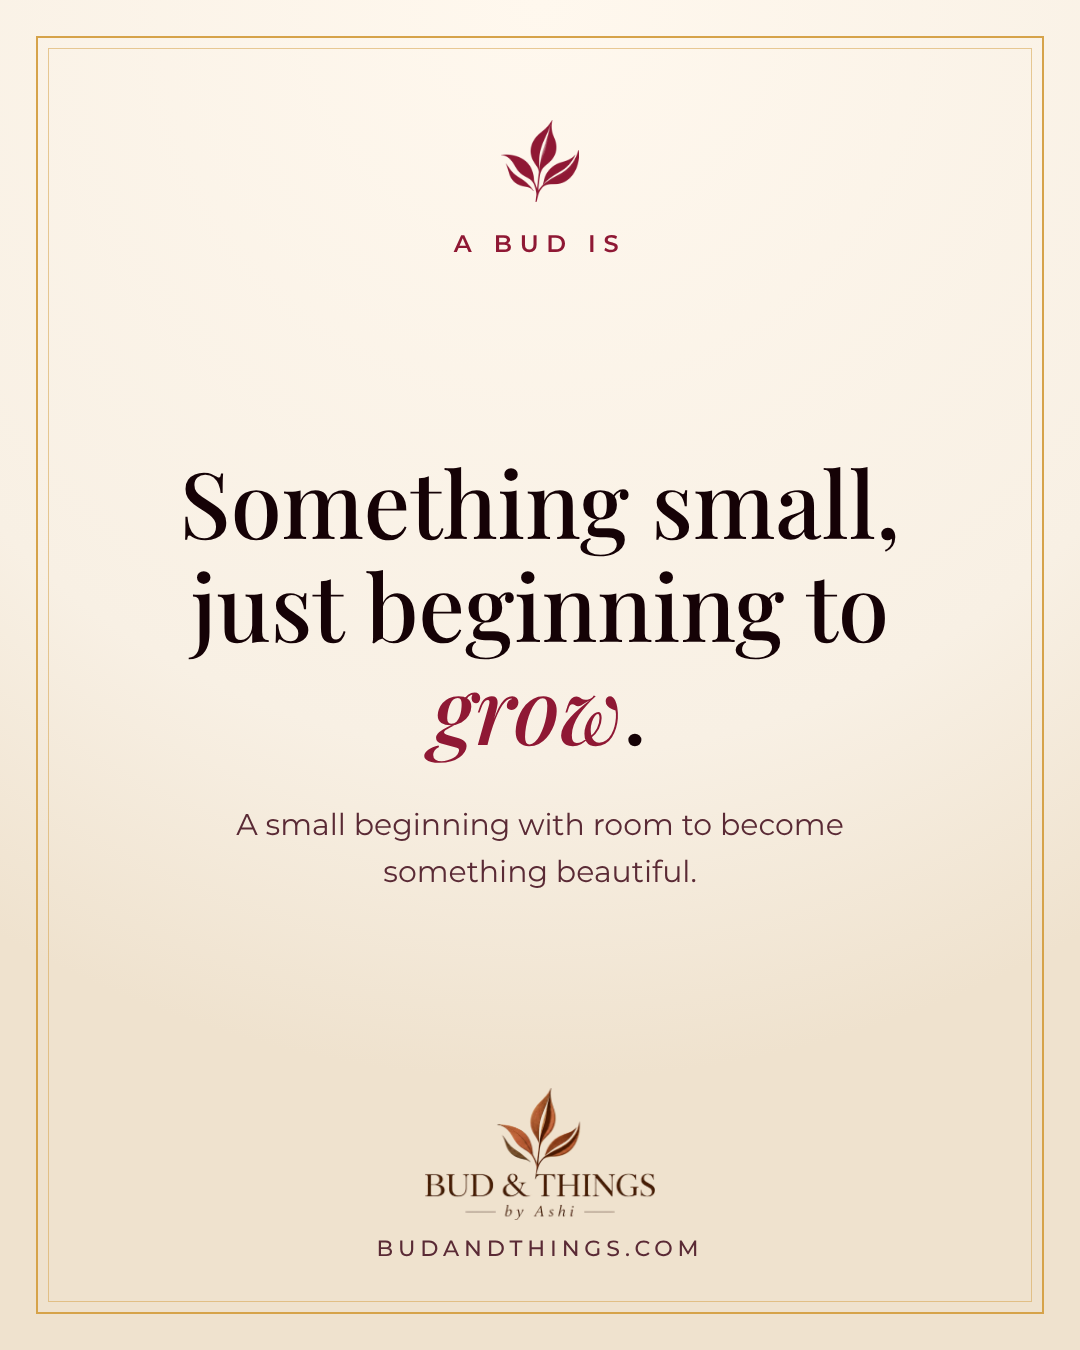 A BUD IS
Something small,
just beginning to
grow.
A small beginning with room to become
something beautiful.
BUD & THINGS
by Ashi
BUDANDTHINGS.COM